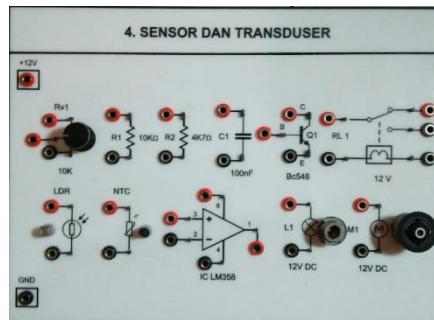 4. SENSOR DAN TRANSDUSER
+12V
Rv1
10K
R1
10KΩ
R2
4K7Ω
C1
100nF
C
B
Q1
E
Bc546
RL 1
12 V
LDR
NTC
8
3
2
1
4
IC LM358
L1
12V DC
M1
M
12V DC
GND